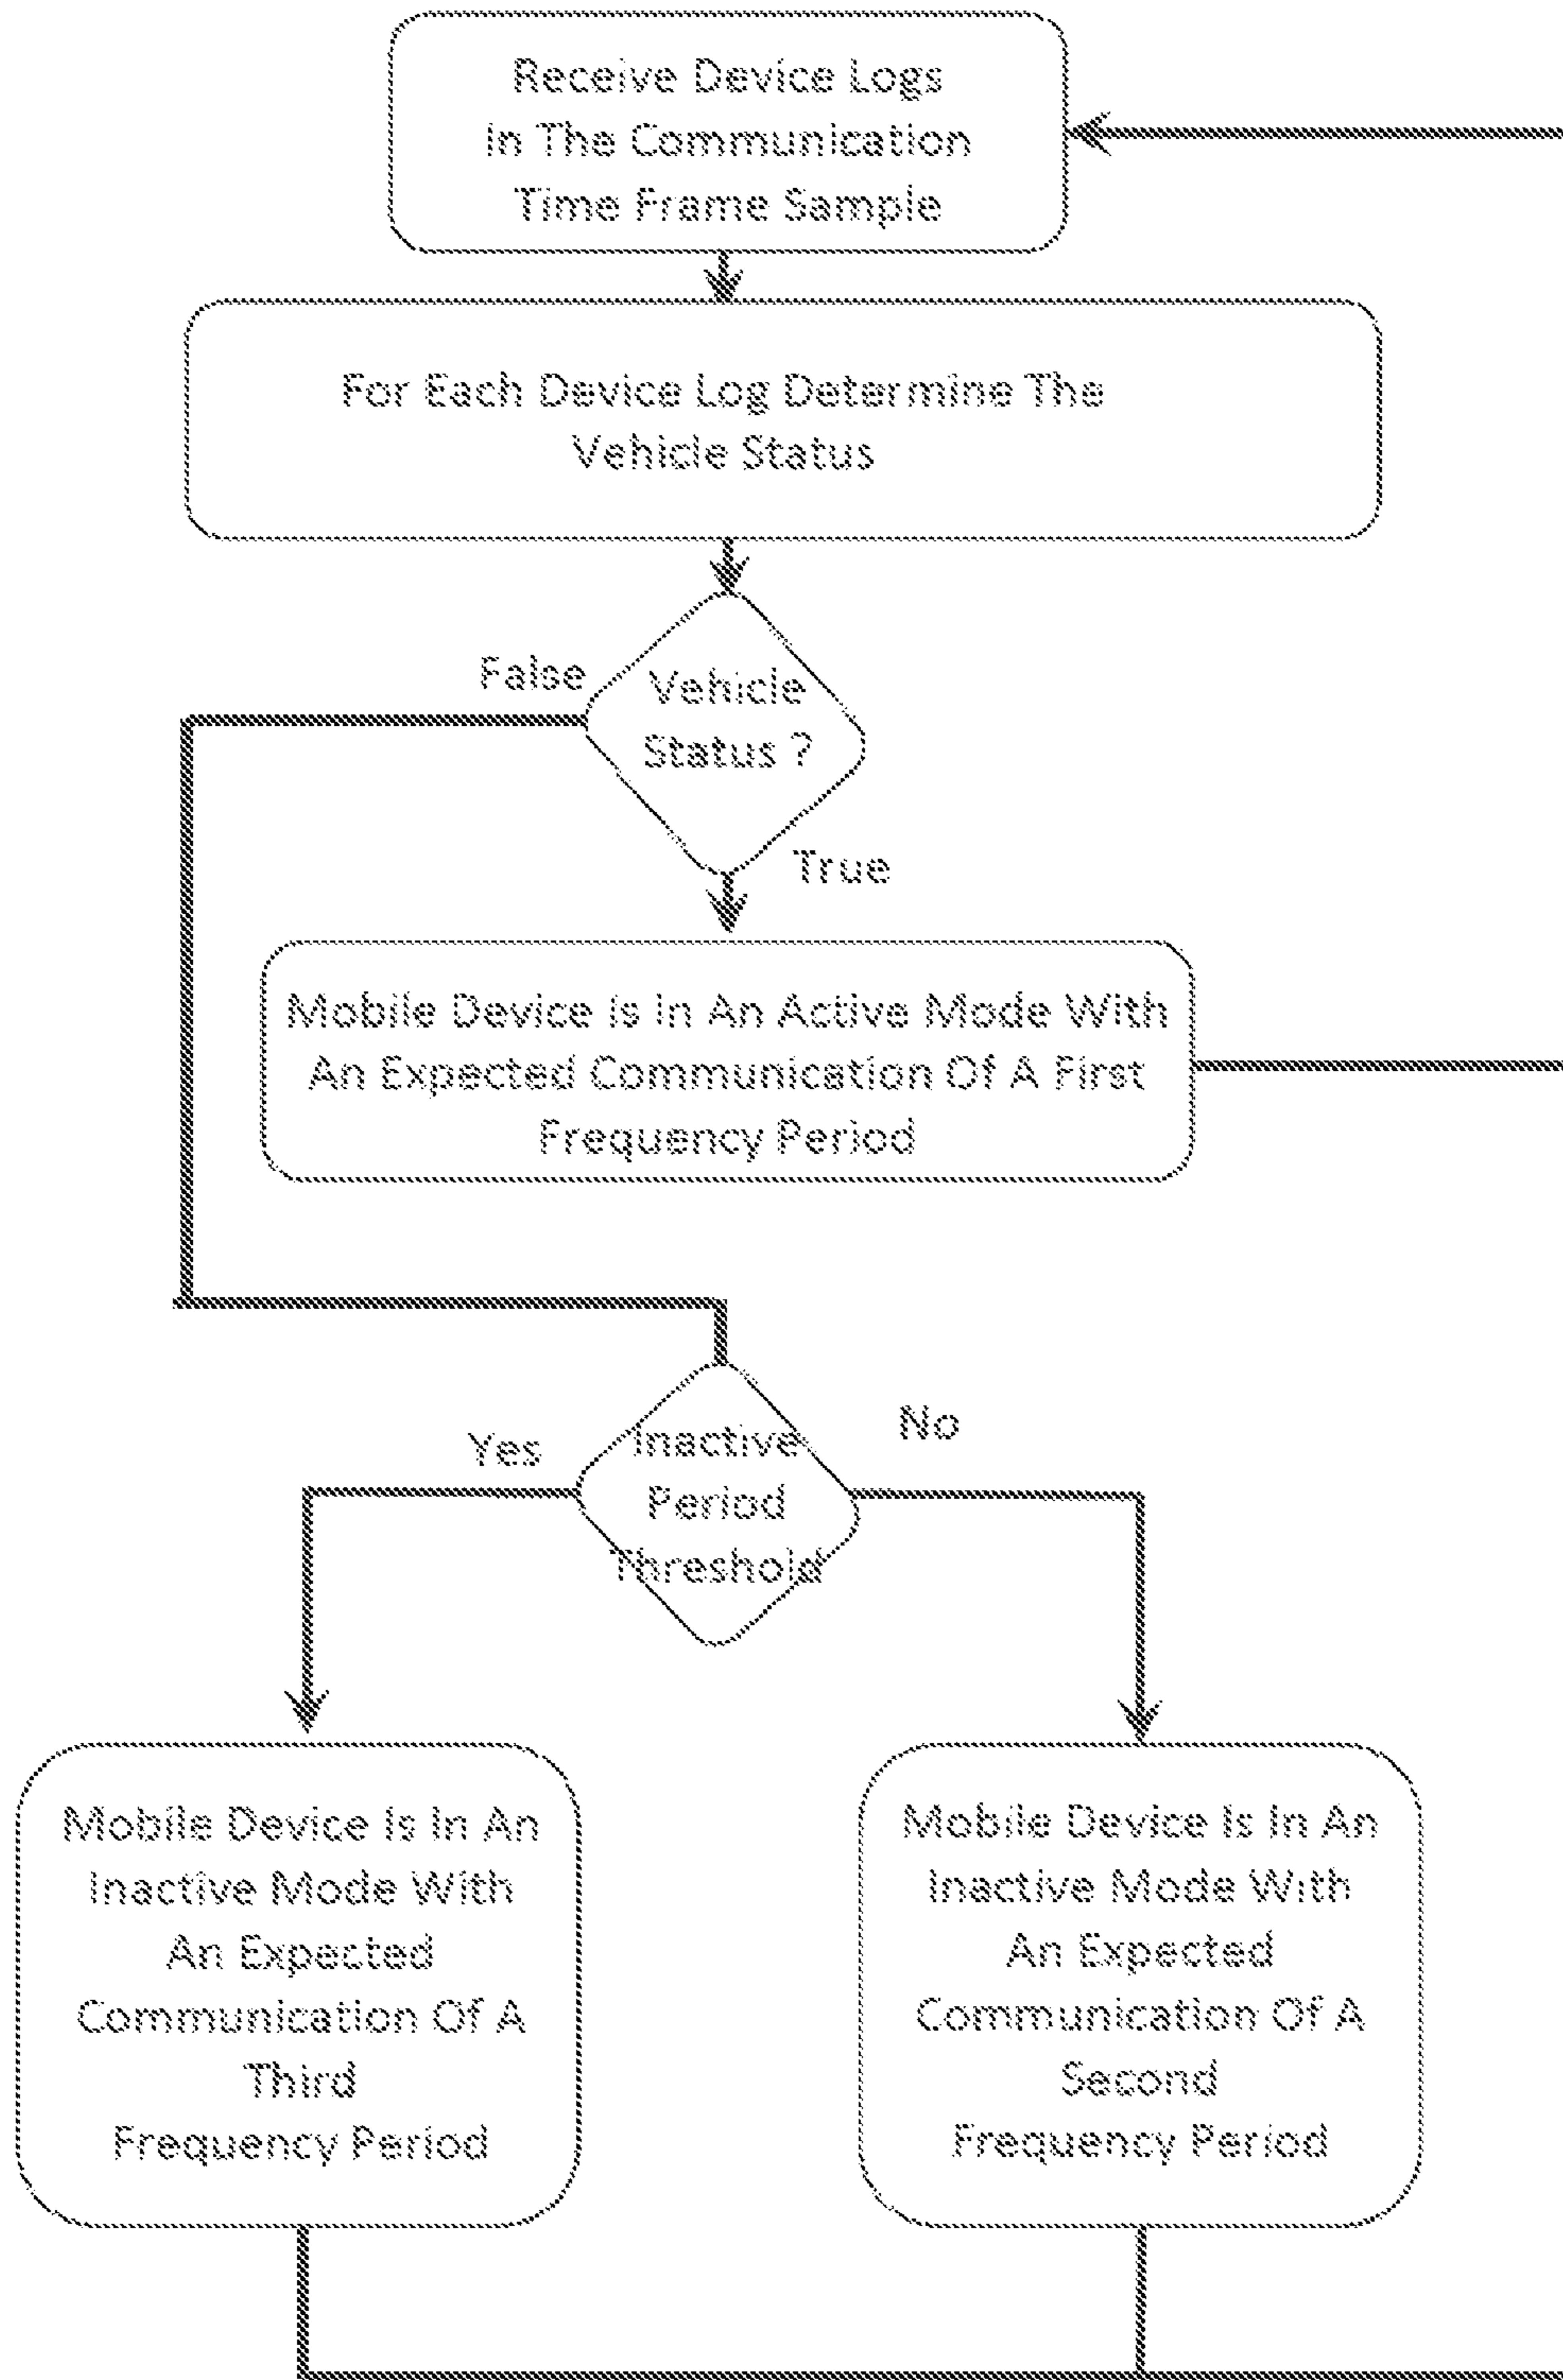 Receive Device Logs
In The Communication
Time Frame Sample
For Each Device Log Determine The
Vehicle Status
False
Vehicle
Status ?
True
Mobile Device Is In An Active Mode With
An Expected Communication Of A First
Frequency Period
Yes
Inactive
Period
Threshold
No
Mobile Device Is In An
Inactive Mode With
An Expected
Communication Of A
Third
Frequency Period
Mobile Device Is In An
Inactive Mode With
An Expected
Communication Of A
Second
Frequency Period